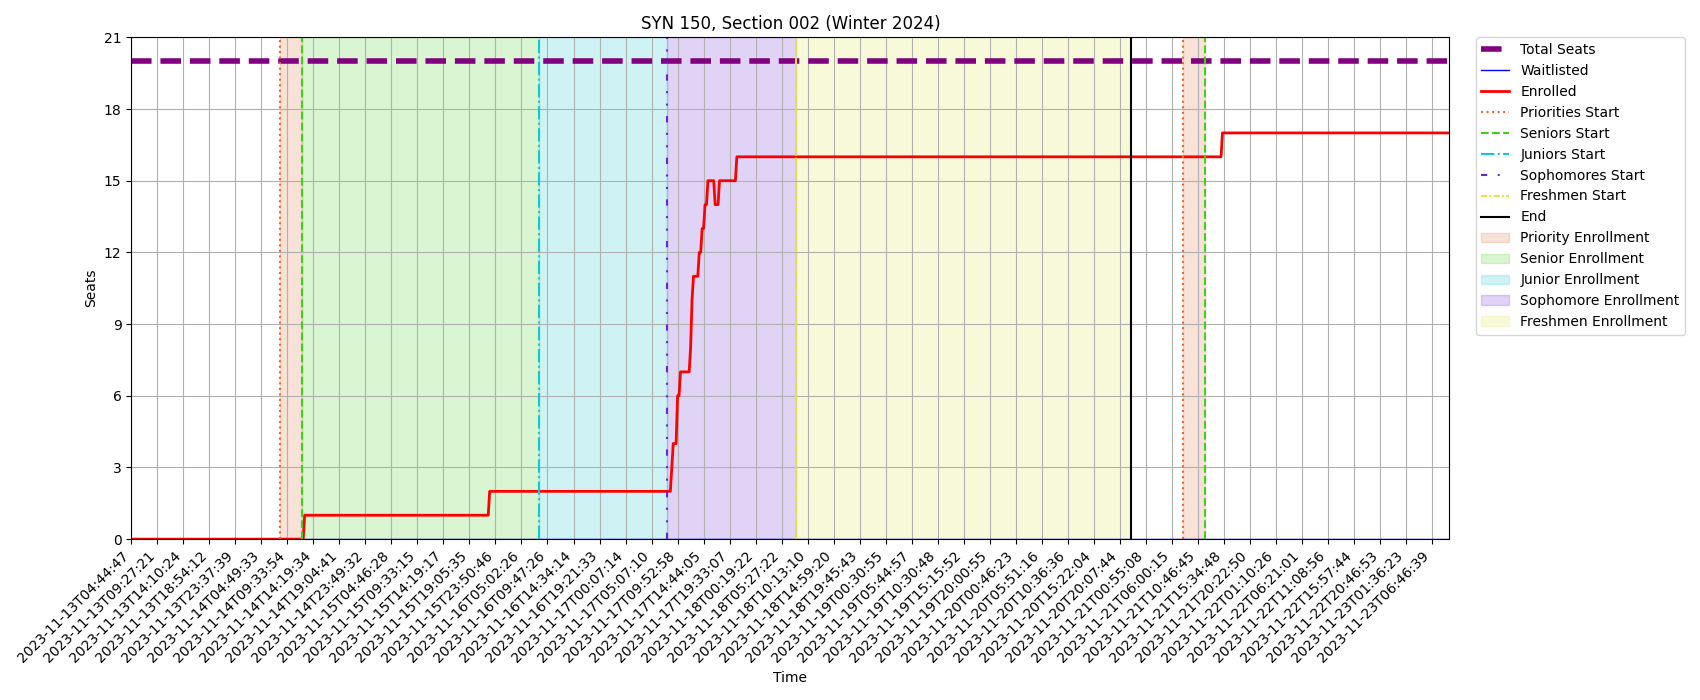 SYN 150, Section 002 (Winter 2024)
Seats
21
18
15
12
9
6
3
0
2023-11-13T04:44:47
2023-11-13T09:27:21
2023-11-13T14:10:24
2023-11-13T18:54:12
2023-11-13T23:37:39
2023-11-14T04:49:33
2023-11-14T09:33:54
2023-11-14T14:19:34
2023-11-14T19:04:41
2023-11-14T23:49:32
2023-11-15T04:46:28
2023-11-15T09:33:15
2023-11-15T14:19:17
2023-11-15T19:05:35
2023-11-15T23:50:46
2023-11-16T05:02:26
2023-11-16T09:47:26
2023-11-16T14:34:14
2023-11-16T19:21:33
2023-11-17T00:07:14
2023-11-17T05:07:10
2023-11-17T09:52:58
2023-11-17T14:44:05
2023-11-17T19:33:07
2023-11-18T00:19:22
2023-11-18T05:27:22
2023-11-18T10:13:10
2023-11-18T14:59:20
2023-11-18T19:45:43
2023-11-19T00:30:55
2023-11-19T05:44:57
2023-11-19T10:30:48
2023-11-19T15:15:52
2023-11-19T20:00:55
2023-11-20T00:46:23
2023-11-20T05:51:16
2023-11-20T10:36:36
2023-11-20T15:22:04
2023-11-20T20:07:44
2023-11-21T00:55:08
2023-11-21T06:00:15
2023-11-21T10:46:45
2023-11-21T15:34:48
2023-11-21T20:22:50
2023-11-22T01:10:26
2023-11-22T06:21:01
2023-11-22T11:08:56
2023-11-22T15:57:44
2023-11-22T20:46:53
2023-11-23T01:36:23
2023-11-23T06:46:39
Time
Total Seats
Waitlisted
Enrolled
Priorities Start
Seniors Start
Juniors Start
Sophomores Start
Freshmen Start
End
Priority Enrollment
Senior Enrollment
Junior Enrollment
Sophomore Enrollment
Freshmen Enrollment